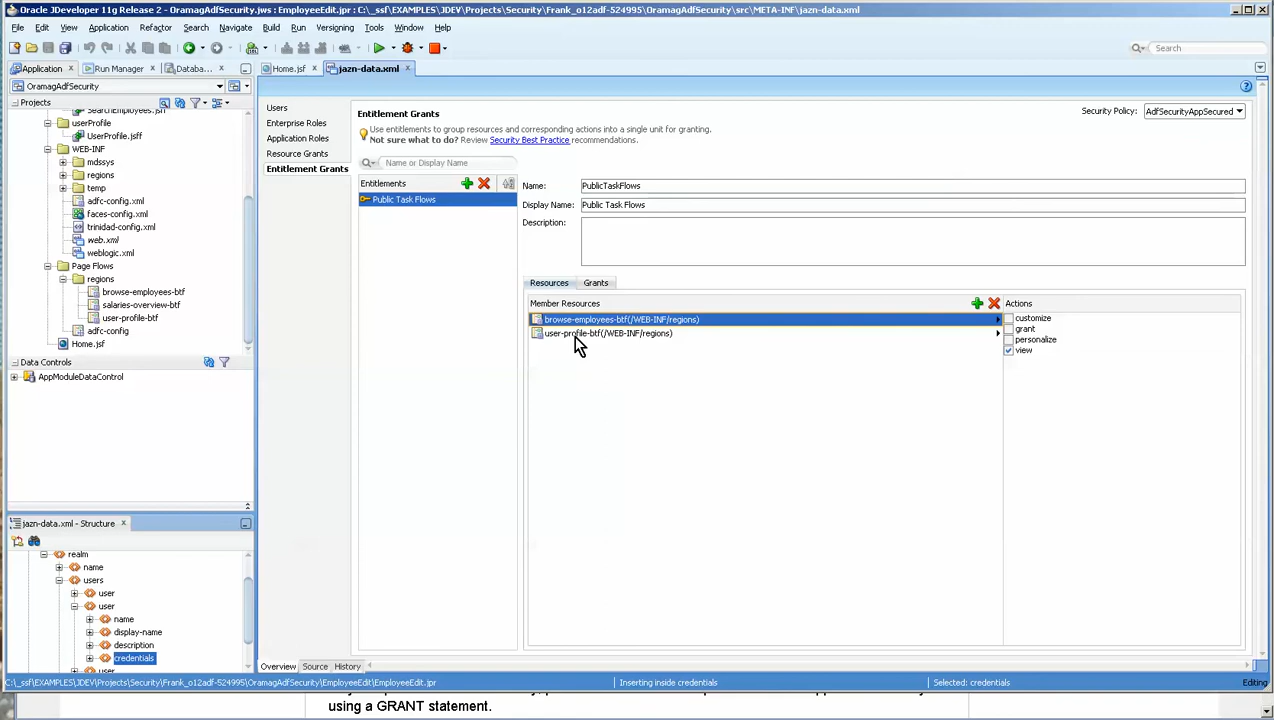 Oracle JDeveloper 11g Release 2 - OramagAdfSecurity.jws : EmployeeEdit.jpr : C:\_ssf\EXAMPLES\JDEV\Projects\Security\Frank_o12adf-524995\OramagAdfSecurity\src\META-INF\jazn-data.xml
File Edit View Application Refactor Search Navigate Build Run Versioning Tools Window Help
Search
Application Run Manager Databa... Home.jsf jazn-data.xml
OramagAdfSecurity
Projects
SearchEmployees.jsff
userProfile
UserProfile.jsff
WEB-INF
mdssys
regions
temp
adfc-config.xml
faces-config.xml
trinidad-config.xml
web.xml
weblogic.xml
Page Flows
regions
browse-employees-btf
salaries-overview-btf
user-profile-btf
adfc-config
Home.jsf
Data Controls
AppModuleDataControl
jazn-data.xml - Structure
realm
name
users
user
user
name
display-name
description
credentials
user
Users
Enterprise Roles
Application Roles
Resource Grants
Entitlement Grants
Entitlement Grants
Security Policy: AdfSecurityAppSecured
Use entitlements to group resources and corresponding actions into a single unit for granting.
Not sure what to do? Review Security Best Practice recommendations.
Name or Display Name
Entitlements
Public Task Flows
Name: PublicTaskFlows
Display Name: Public Task Flows
Description:
Resources Grants
Member Resources
browse-employees-btf(/WEB-INF/regions)
user-profile-btf(/WEB-INF/regions)
Actions
customize
grant
personalize
view
Overview Source History
C:\_ssf\EXAMPLES\JDEV\Projects\Security\Frank_o12adf-524995\OramagAdfSecurity\EmployeeEdit\EmployeeEdit.jpr Inserting inside credentials Selected: credentials Editing
using a GRANT statement.